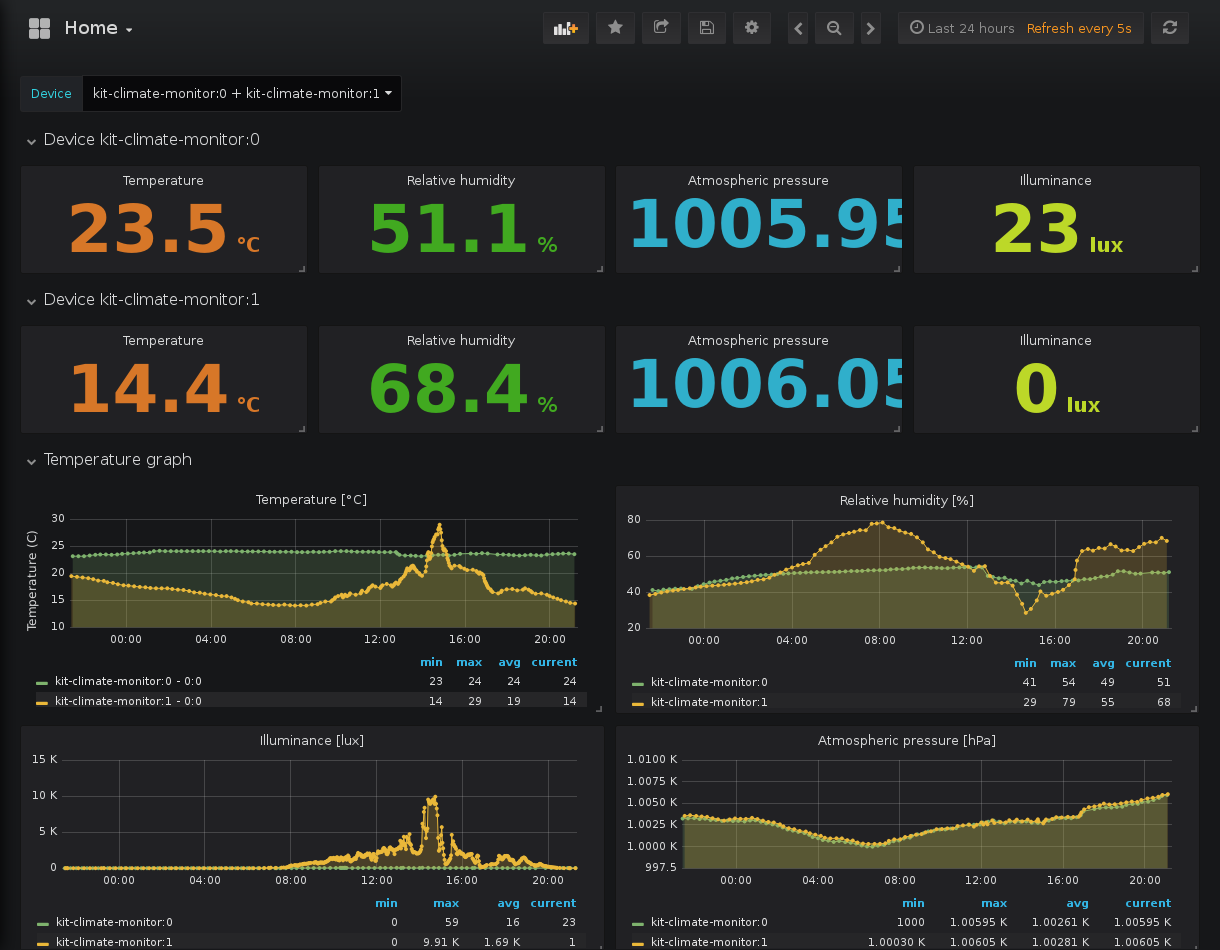 Home
Last 24 hours Refresh every 5s
Device kit-climate-monitor:0 + kit-climate-monitor:1
Device kit-climate-monitor:0
Temperature Relative humidity Atmospheric pressure Illuminance
23.5 °C 51.1 % 1005.95 23 lux
Device kit-climate-monitor:1
Temperature Relative humidity Atmospheric pressure Illuminance
14.4 °C 68.4 % 1006.05 0 lux
Temperature graph
Temperature [°C]
Temperature (C)
30
25
20
15
10
00:00 04:00 08:00 12:00 16:00 20:00
min max avg current
kit-climate-monitor:0 - 0:0 23 24 24 24
kit-climate-monitor:1 - 0:0 14 29 19 14
Relative humidity [%]
80
60
40
20
00:00 04:00 08:00 12:00 16:00 20:00
min max avg current
kit-climate-monitor:0 41 54 49 51
kit-climate-monitor:1 29 79 55 68
Illuminance [lux]
15 K
10 K
5 K
0
00:00 04:00 08:00 12:00 16:00 20:00
min max avg current
kit-climate-monitor:0 0 59 16 23
kit-climate-monitor:1 0 9.91 K 1.69 K 1
Atmospheric pressure [hPa]
1.0100 K
1.0075 K
1.0050 K
1.0025 K
1.0000 K
997.5
00:00 04:00 08:00 12:00 16:00 20:00
min max avg current
kit-climate-monitor:0 1000 1.00595 K 1.00261 K 1.00595 K
kit-climate-monitor:1 1.00030 K 1.00605 K 1.00281 K 1.00605 K